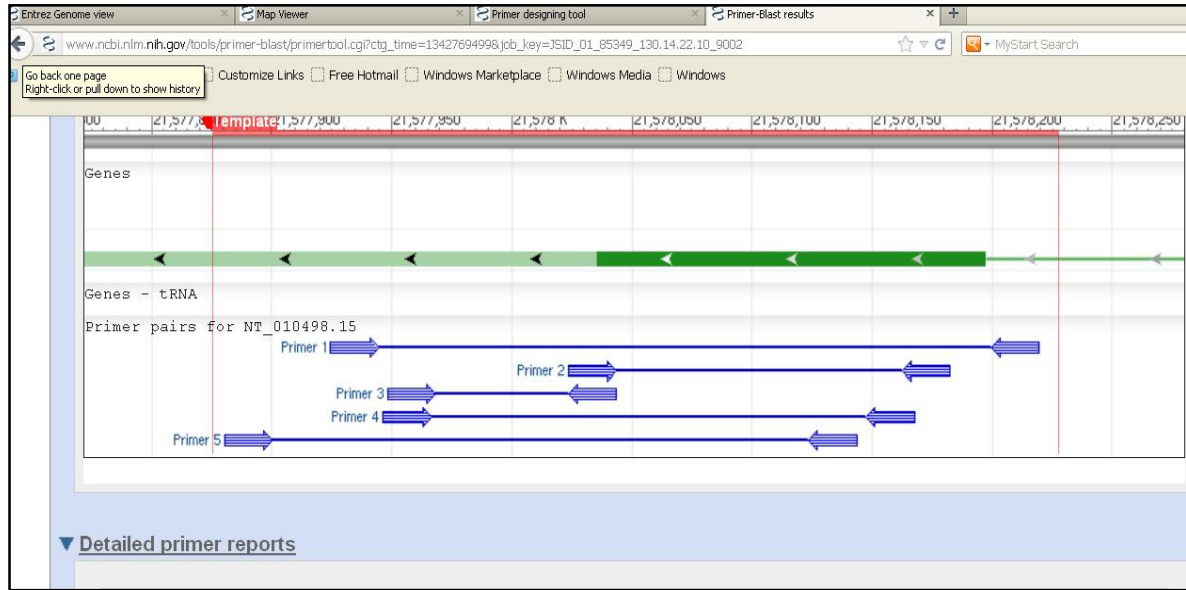 Entrez Genome view × Map Viewer × Primer designing tool × Primer-Blast results × +
www.ncbi.nlm.nih.gov/tools/primer-blast/primertool.cgi?ctg_time=1342769499&job_key=JSID_01_85349_130.14.22.10_9002 MyStart Search
Go back one page
Right-click or pull down to show history
Customize Links Free Hotmail Windows Marketplace Windows Media Windows
Template 21,577,950 21,578 K 21,578,050 21,578,100 21,578,150 21,578,200 21,578,250
Genes
Genes - tRNA
Primer pairs for NT_010498.15
Primer 1
Primer 2
Primer 3
Primer 4
Primer 5
Detailed primer reports